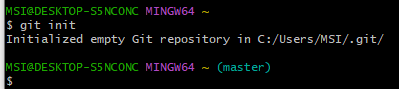 MSI@DESKTOP-S5NCONC MINGW64 ~
$ git init
Initialized empty Git repository in C:/Users/MSI/.git/
MSI@DESKTOP-S5NCONC MINGW64 ~ (master)
$